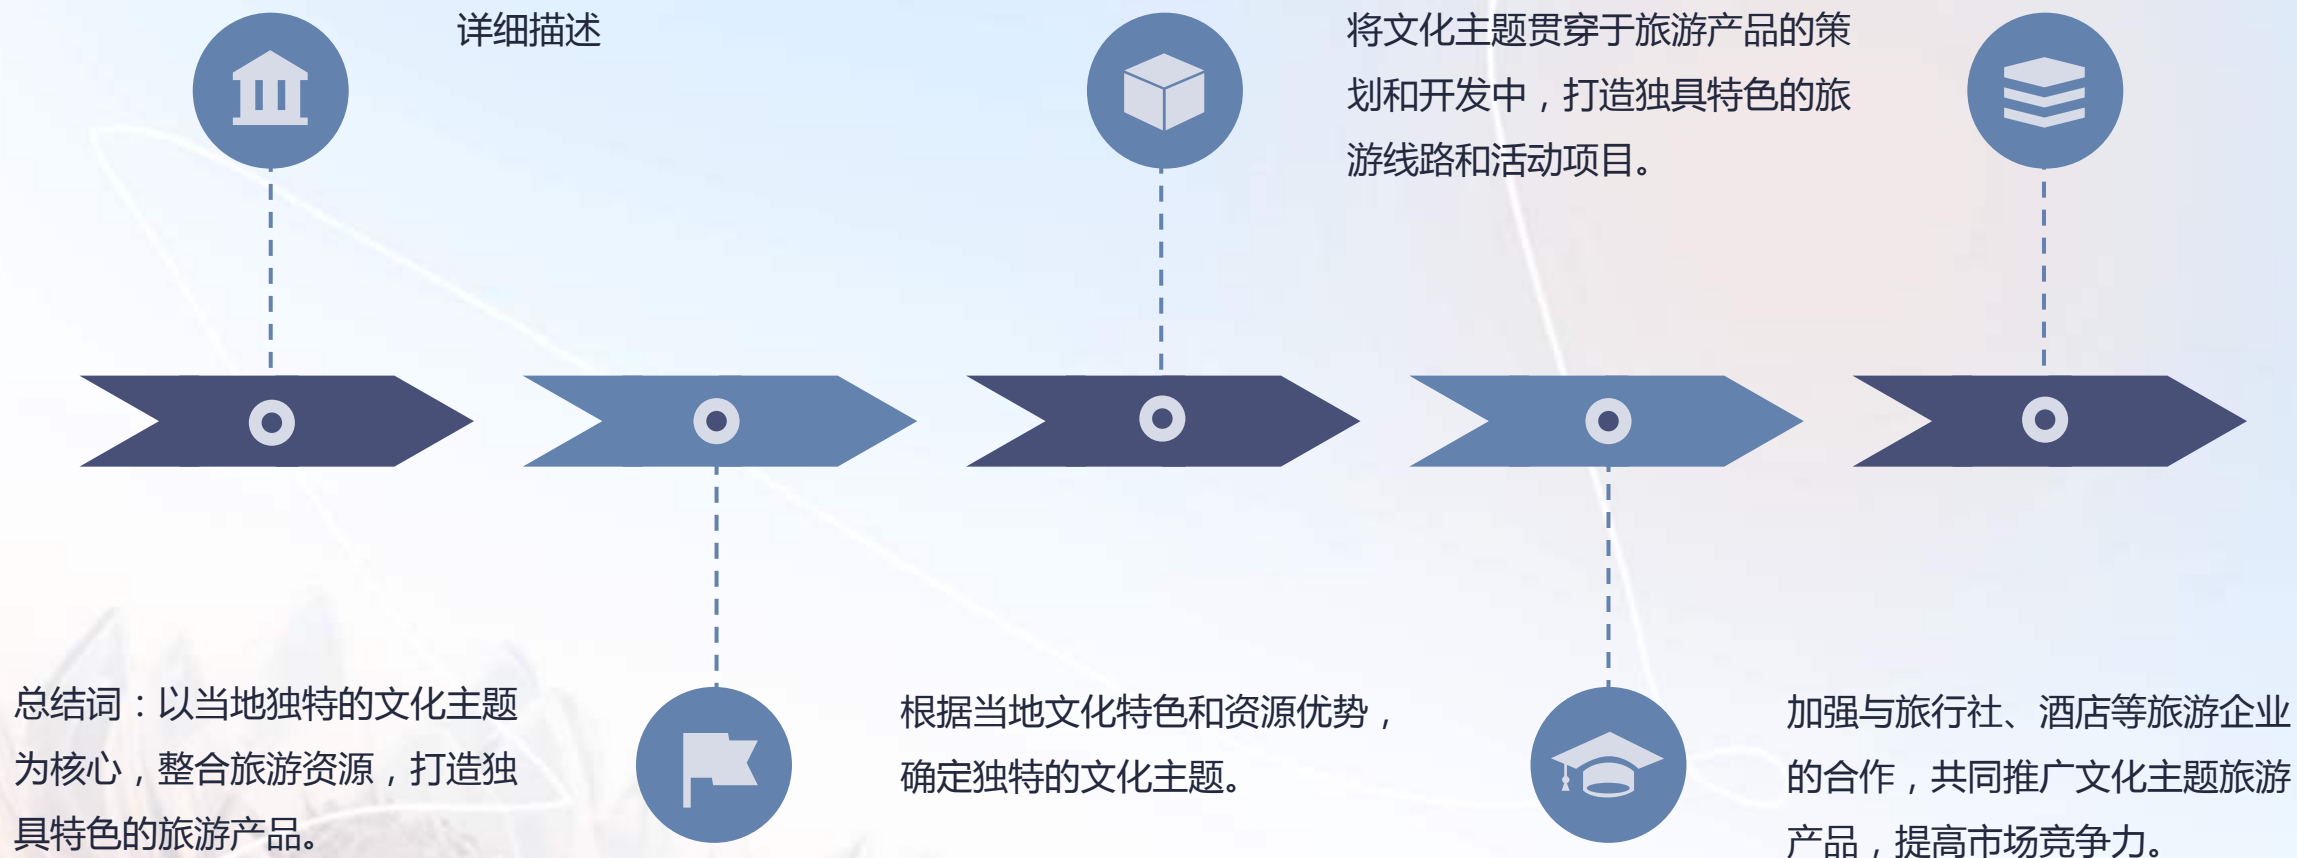 总结词：以当地独特的文化主题
为核心，整合旅游资源，打造独
具特色的旅游产品。
详细描述
根据当地文化特色和资源优势，
确定独特的文化主题。
将文化主题贯穿于旅游产品的策
划和开发中，打造独具特色的旅
游线路和活动项目。
加强与旅行社、酒店等旅游企业
的合作，共同推广文化主题旅游
产品，提高市场竞争力。